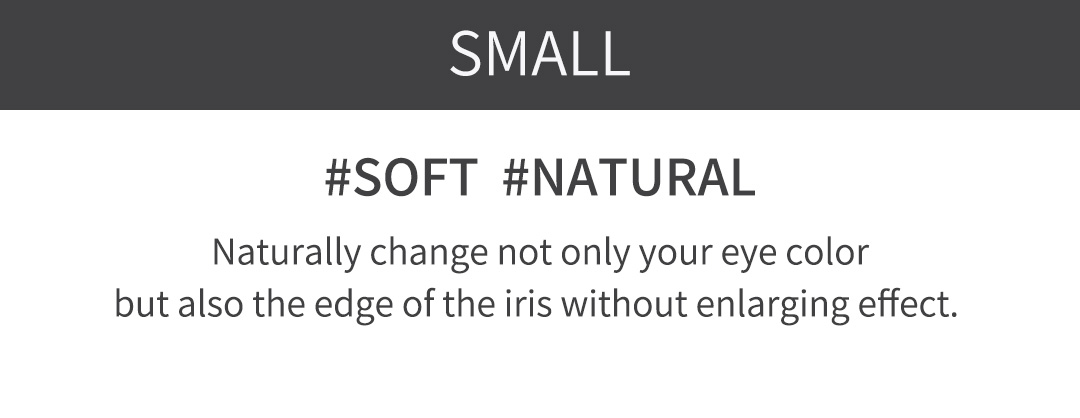 SMALL
#SOFT #NATURAL
Naturally change not only your eye color
but also the edge of the iris without enlarging effect.